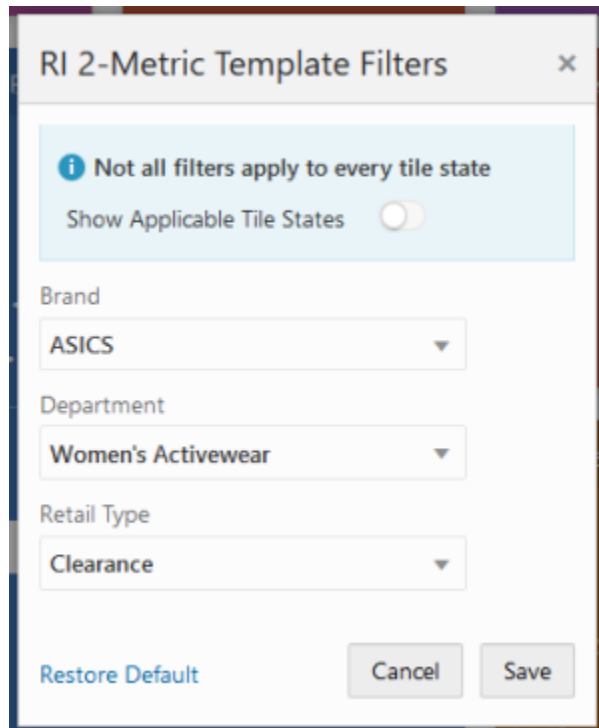 RI 2-Metric Template Filters
Not all filters apply to every tile state
Show Applicable Tile States
Brand
ASICS
Department
Women's Activewear
Retail Type
Clearance
Restore Default
Cancel
Save